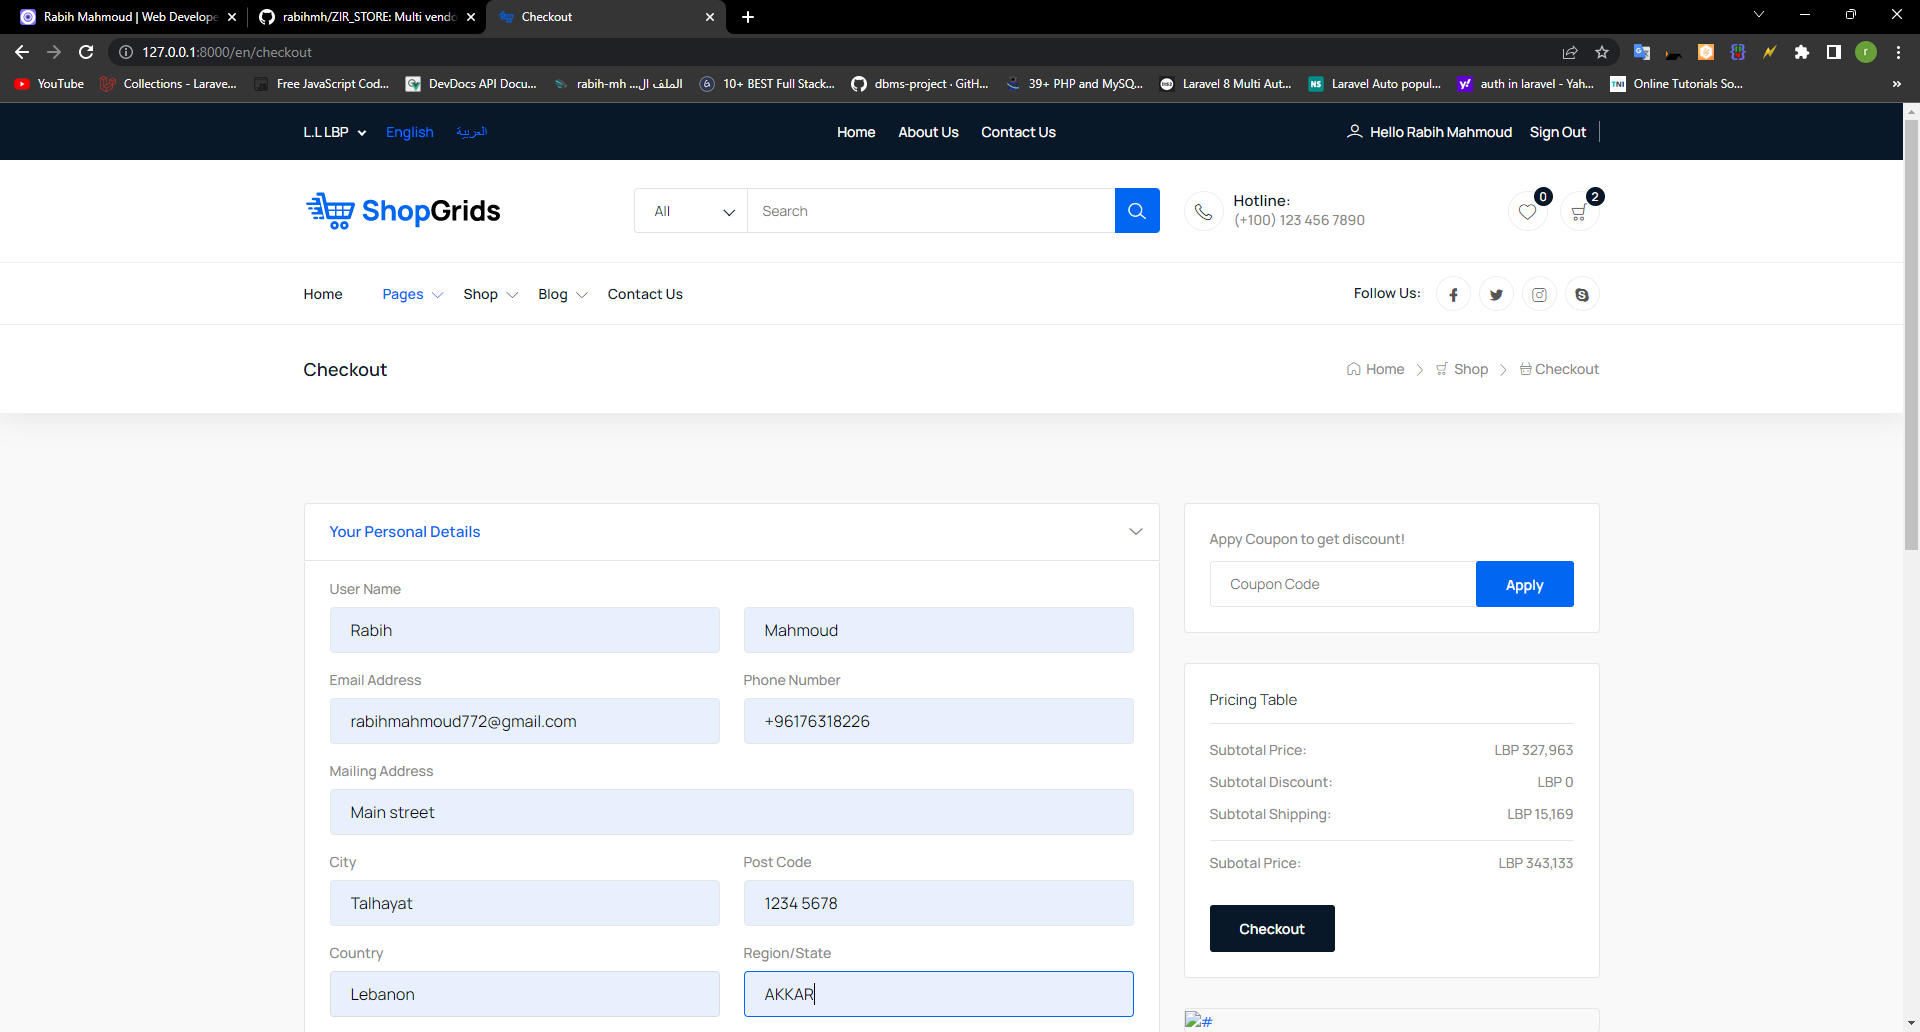 Rabih Mahmoud | Web Develope
rabihmh/ZIR_STORE: Multi vendo
Checkout
127.0.0.1:8000/en/checkout
YouTube
Collections - Larave...
Free JavaScript Cod...
DevDocs API Docu...
rabih-mh ...الملف ال
10+ BEST Full Stack...
dbms-project · GitH...
39+ PHP and MySQ...
Laravel 8 Multi Aut...
Laravel Auto popul...
auth in laravel - Yah...
Online Tutorials So...
L.L LBP English العربية
Home About Us Contact Us
Hello Rabih Mahmoud Sign Out
ShopGrids
All Search
Hotline:
(+100) 123 456 7890
0
2
Home Pages Shop Blog Contact Us
Follow Us:
Checkout
Home Shop Checkout
Your Personal Details
User Name
Rabih Mahmoud
Email Address Phone Number
rabihmahmoud772@gmail.com +96176318226
Mailing Address
Main street
City Post Code
Talhayat 1234 5678
Country Region/State
Lebanon AKKAR
Appy Coupon to get discount!
Coupon Code Apply
Pricing Table
Subtotal Price: LBP 327,963
Subtotal Discount: LBP 0
Subtotal Shipping: LBP 15,169
Subotal Price: LBP 343,133
Checkout
#